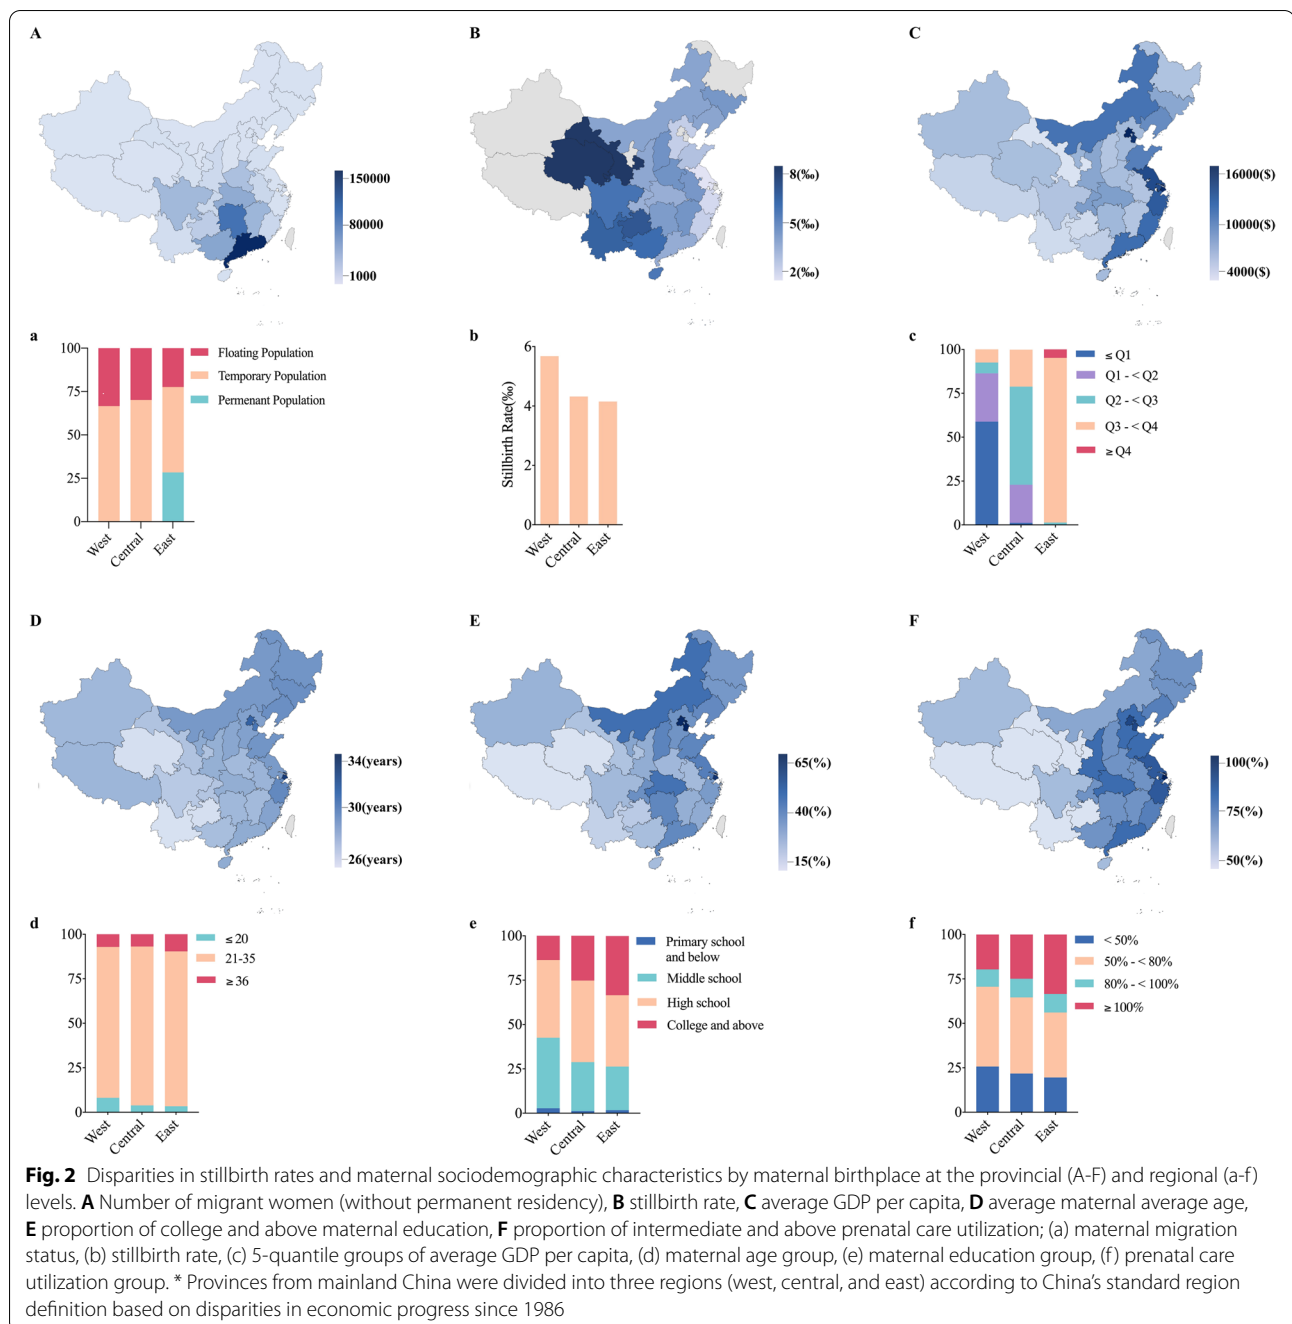 A
150000
80000
1000
B
8(‰)
5(‰)
2(‰)
C
16000($)
10000($)
4000($)
a
100
75
50
25
0
West
Central
East
Floating Population
Temporary Population
Permenant Population
b
Stillbirth Rate(‰)
6
4
2
0
West
Central
East
c
100
75
50
25
0
West
Central
East
≤ Q1
Q1 - < Q2
Q2 - < Q3
Q3 - < Q4
≥ Q4
D
34(years)
30(years)
26(years)
E
65(%)
40(%)
15(%)
F
100(%)
75(%)
50(%)
d
100
75
50
25
0
West
Central
East
≤ 20
21-35
≥ 36
e
100
75
50
25
0
West
Central
East
Primary school
and below
Middle school
High school
College and above
f
100
75
50
25
0
West
Central
East
< 50%
50% - < 80%
80% - < 100%
≥ 100%
Fig. 2 Disparities in stillbirth rates and maternal sociodemographic characteristics by maternal birthplace at the provincial (A-F) and regional (a-f)
levels. A Number of migrant women (without permanent residency), B stillbirth rate, C average GDP per capita, D average maternal average age,
E proportion of college and above maternal education, F proportion of intermediate and above prenatal care utilization; (a) maternal migration
status, (b) stillbirth rate, (c) 5-quantile groups of average GDP per capita, (d) maternal age group, (e) maternal education group, (f) prenatal care
utilization group. * Provinces from mainland China were divided into three regions (west, central, and east) according to China's standard region
definition based on disparities in economic progress since 1986